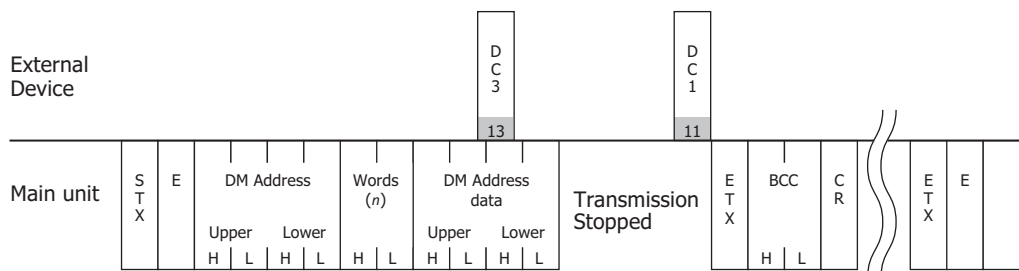 External
Device
D
C
3
13
D
C
1
11
Main unit
S
T
X
E
DM Address
Upper Lower
H L H L
Words
(n)
H L
DM Address
data
Upper Lower
H L H L
Transmission
Stopped
E
T
X
BCC
H L
C
R
E
T
X
E